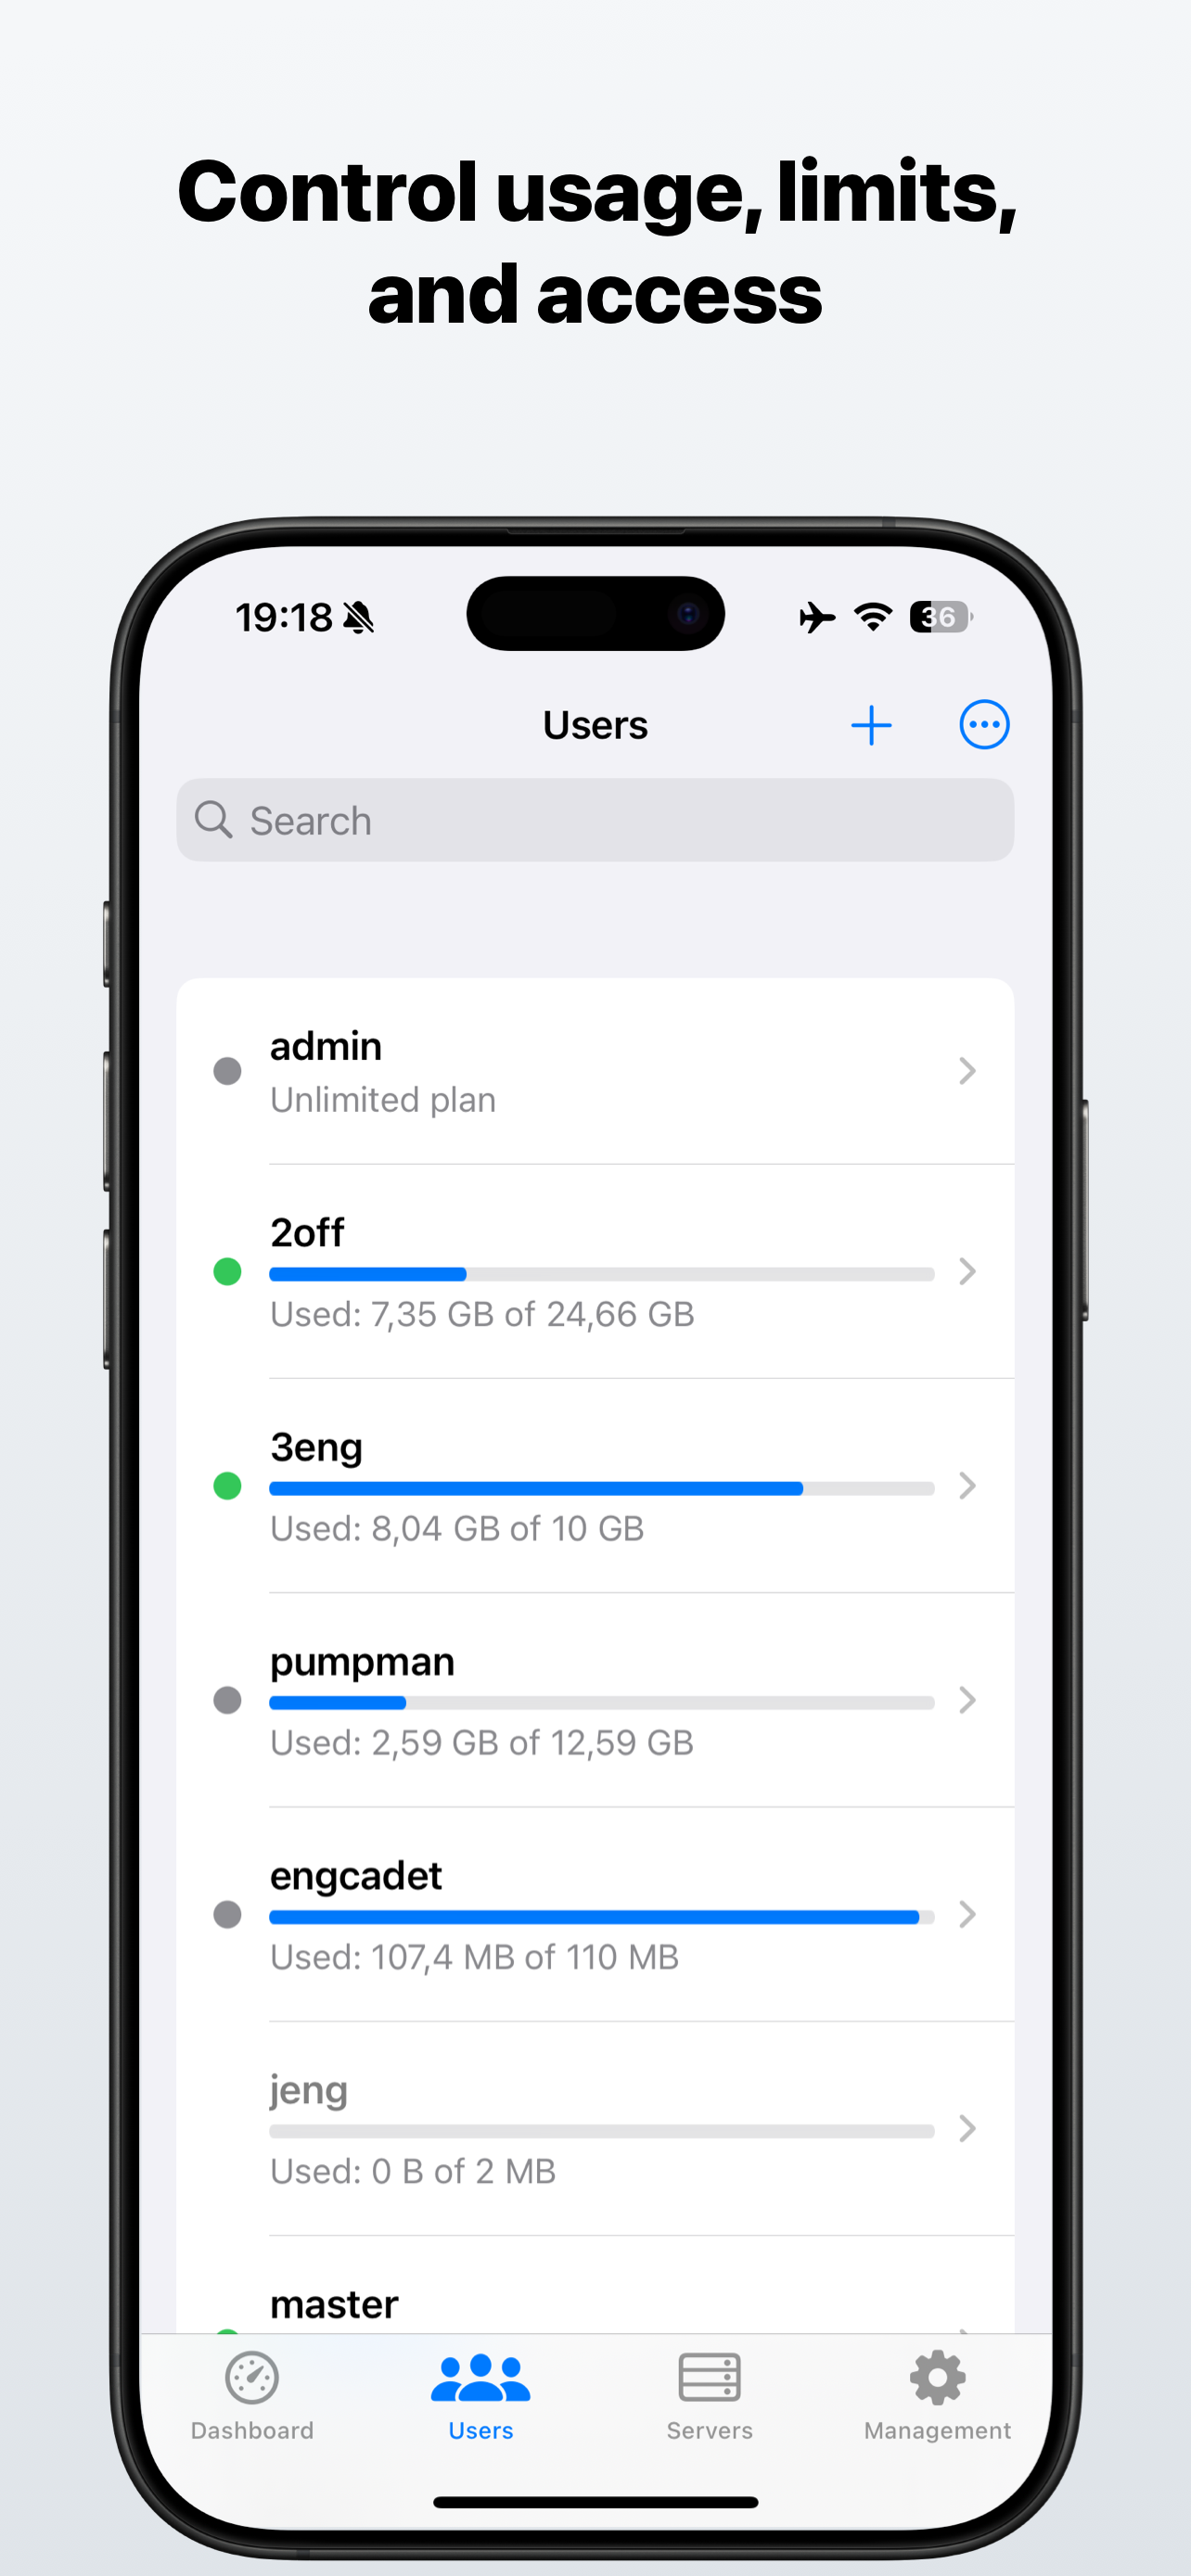 Control usage, limits,
and access
19:18
36
Users
Search
admin
Unlimited plan
2off
Used: 7,35 GB of 24,66 GB
3eng
Used: 8,04 GB of 10 GB
pumpman
Used: 2,59 GB of 12,59 GB
engcadet
Used: 107,4 MB of 110 MB
jeng
Used: 0 B of 2 MB
master
Dashboard
Users
Servers
Management